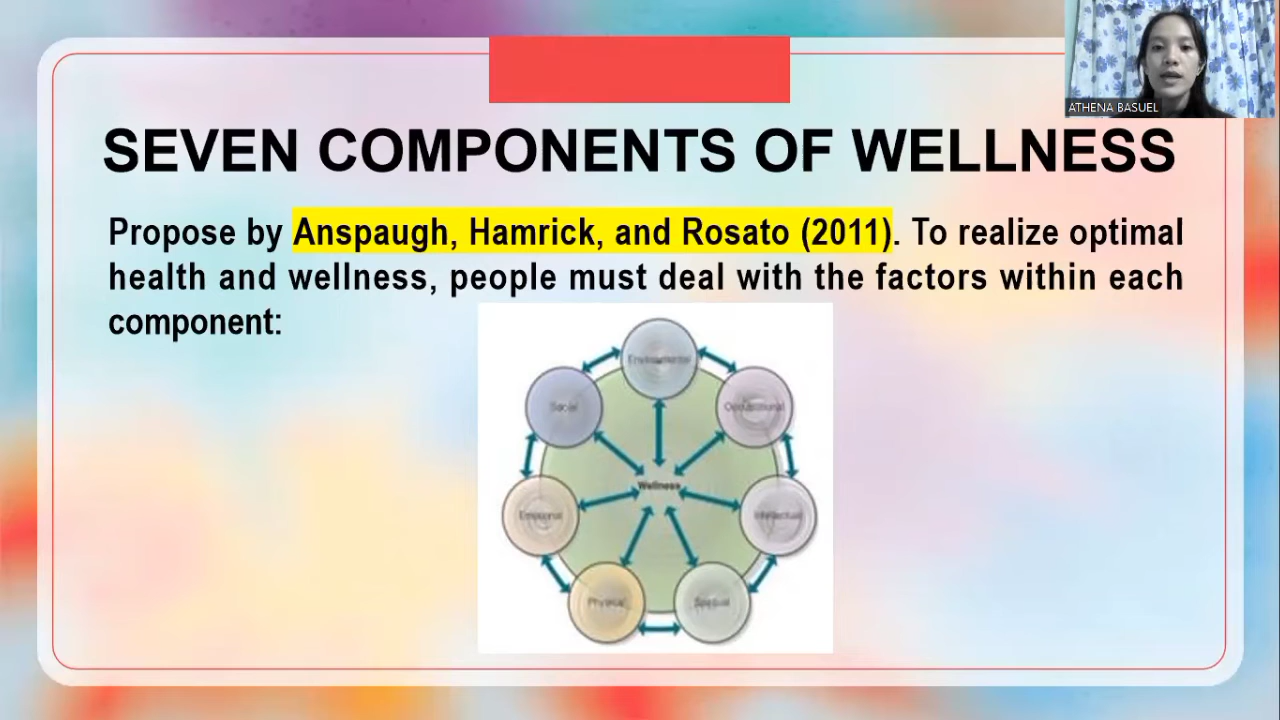 ATHENA BASUEL
SEVEN COMPONENTS OF WELLNESS
Propose by Anspaugh, Hamrick, and Rosato (2011). To realize optimal
health and wellness, people must deal with the factors within each
component:
Environmental
Social
Occupational
Wellness
Emotional
Intellectual
Physical
Spiritual